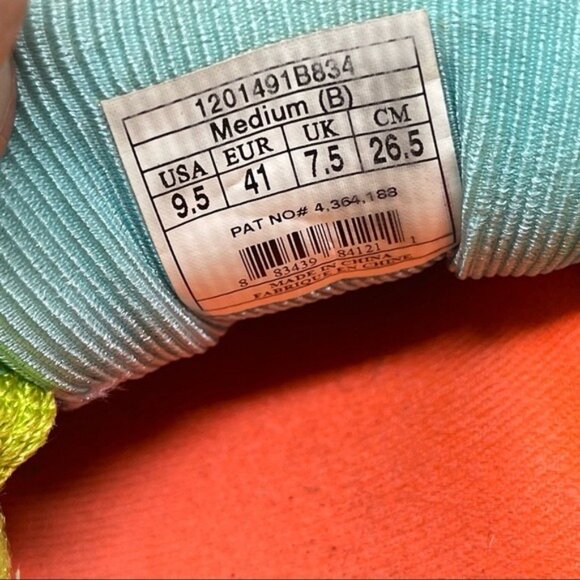 1201491B834
Medium (B)
USA EUR UK CM
9.5 41 7.5 26.5
PAT NO# 4,364,188
8 83439 84121 1
MADE IN CHINA
FABRIQUE EN CHINE